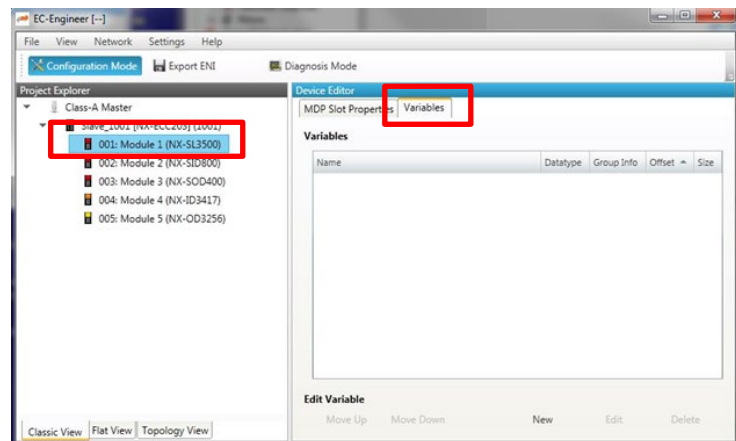 EC-Engineer [--]
File View Network Settings Help
Configuration Mode Export ENI Diagnosis Mode
Project Explorer
Class-A Master
Slave_1001 [NX-ECC203] (1001)
001: Module 1 (NX-SL3500)
002: Module 2 (NX-SID800)
003: Module 3 (NX-SOD400)
004: Module 4 (NX-ID3417)
005: Module 5 (NX-OD3256)
Classic View Flat View Topology View
Device Editor
MDP Slot Properties Variables
Variables
Name Datatype Group Info Offset Size
Edit Variable
Move Up Move Down New Edit Delete